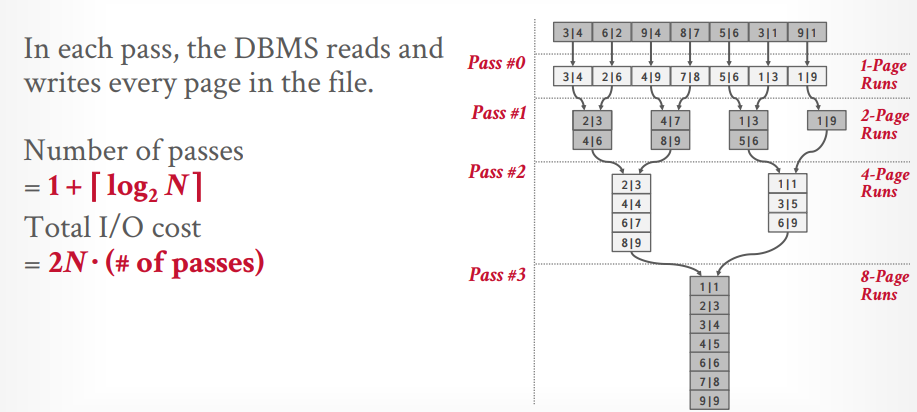 In each pass, the DBMS reads and
writes every page in the file.
Number of passes
= 1 + ⌈ log₂ N ⌉
Total I/O cost
= 2N · (# of passes)
3|4 6|2 9|4 8|7 5|6 3|1 9|1
Pass #0
3|4 2|6 4|9 7|8 5|6 1|3 1|9
1-Page
Runs
Pass #1
2|3 4|7 1|3 1|9
4|6 8|9 5|6
2-Page
Runs
Pass #2
2|3 1|1
4|4 3|5
6|7 6|9
8|9
4-Page
Runs
Pass #3
1|1
2|3
3|4
4|5
6|6
7|8
9|9
8-Page
Runs